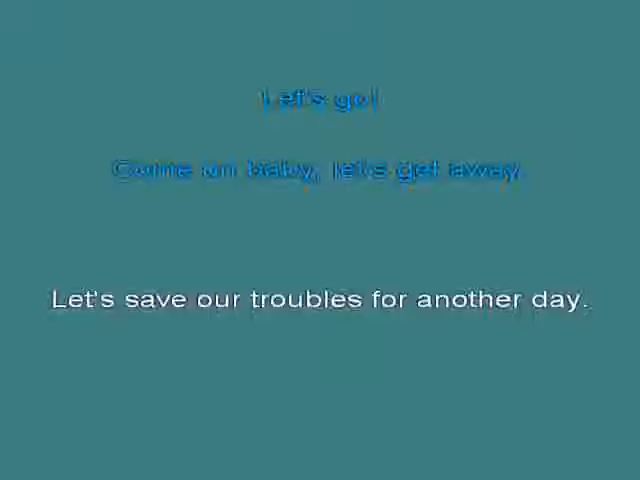 Let's go!
Come on baby, let's get away.
Let's save our troubles for another day.